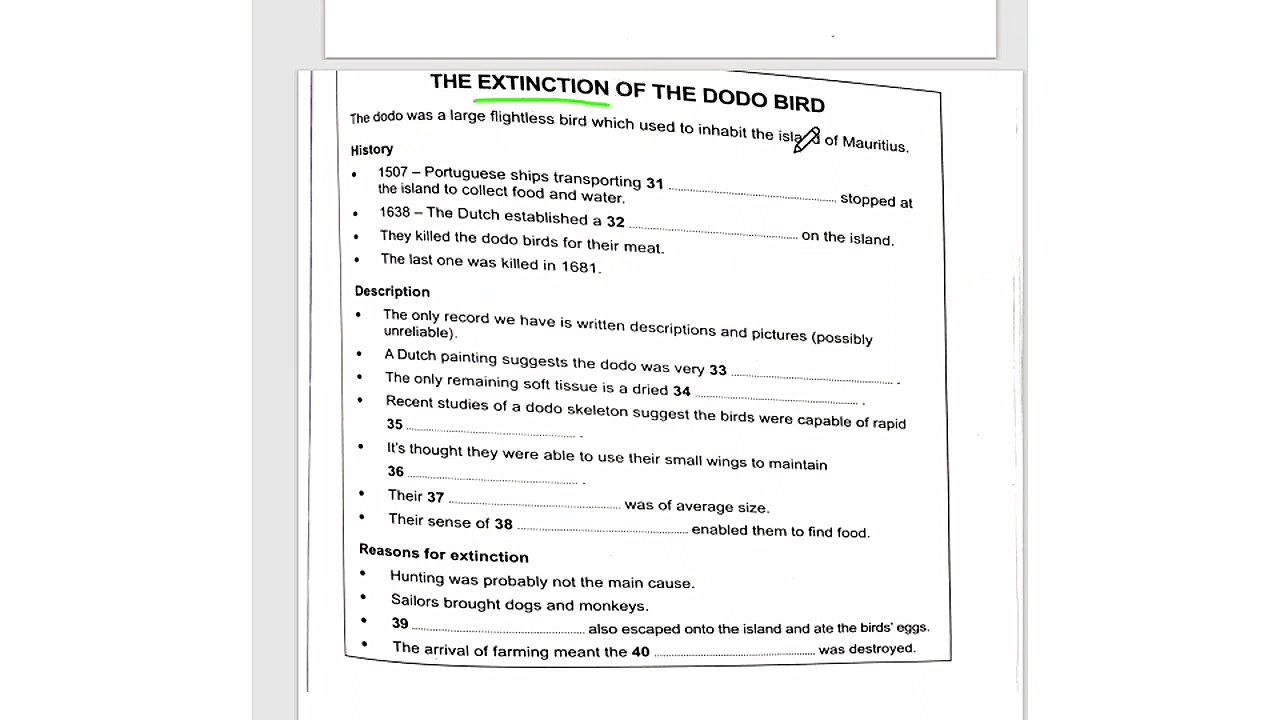 THE EXTINCTION OF THE DODO BIRD
The dodo was a large flightless bird which used to inhabit the island of Mauritius.
History
• 1507 – Portuguese ships transporting 31 ........................ stopped at
the island to collect food and water.
• 1638 – The Dutch established a 32 ........................ on the island.
• They killed the dodo birds for their meat.
• The last one was killed in 1681.
Description
• The only record we have is written descriptions and pictures (possibly
unreliable).
• A Dutch painting suggests the dodo was very 33 ........................ .
• The only remaining soft tissue is a dried 34 ........................ .
• Recent studies of a dodo skeleton suggest the birds were capable of rapid
35 ........................ .
• It's thought they were able to use their small wings to maintain
36 ........................ .
• Their 37 ........................ was of average size.
• Their sense of 38 ........................ enabled them to find food.
Reasons for extinction
• Hunting was probably not the main cause.
• Sailors brought dogs and monkeys.
• 39 ........................ also escaped onto the island and ate the birds' eggs.
• The arrival of farming meant the 40 ........................ was destroyed.